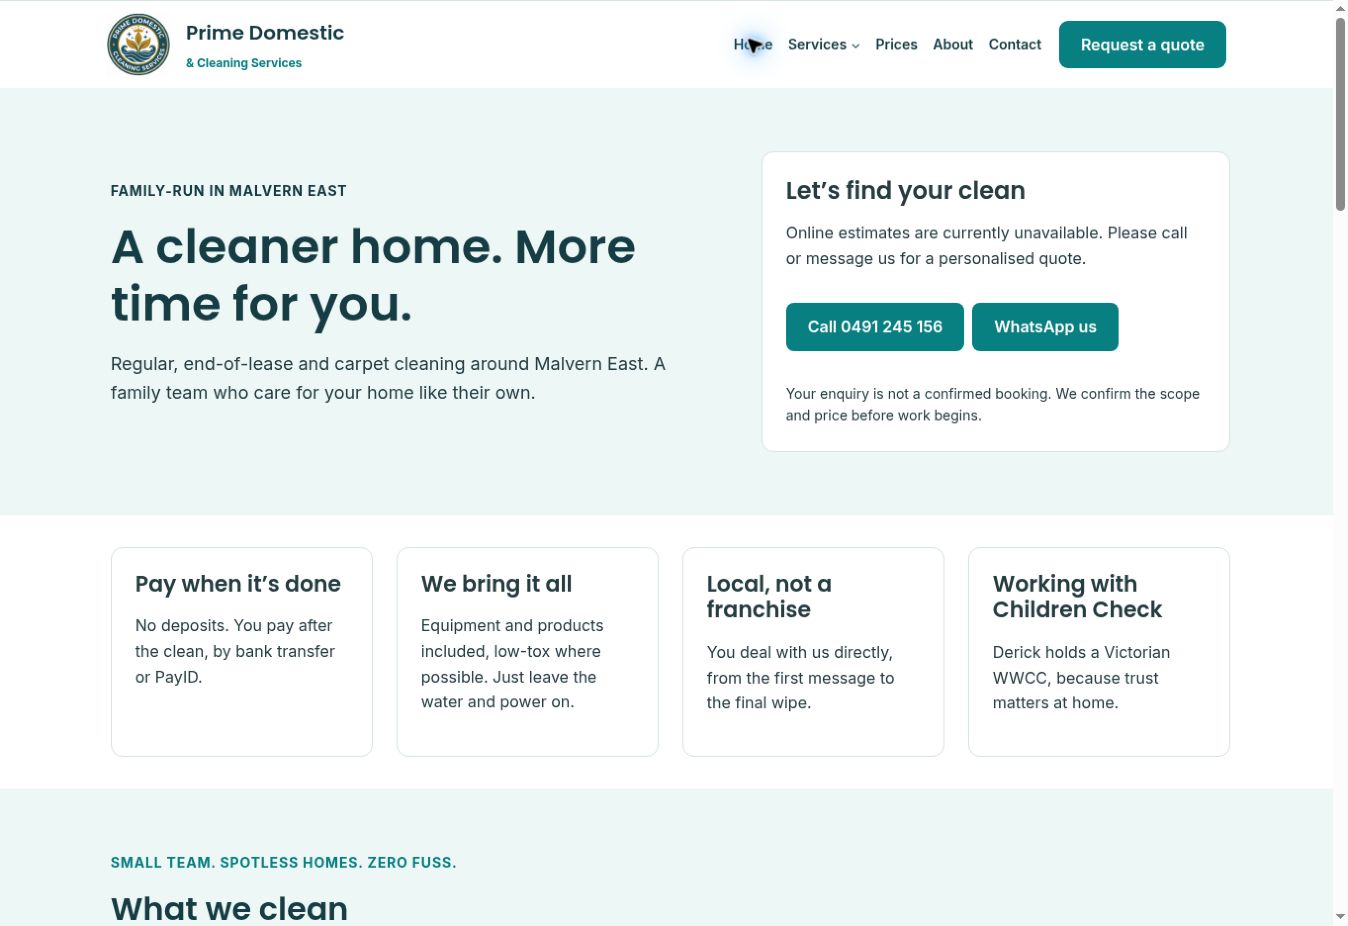 PRIME DOMESTIC
CLEANING SERVICES
Prime Domestic
& Cleaning Services
Home
Services
Prices
About
Contact
Request a quote
FAMILY-RUN IN MALVERN EAST
A cleaner home. More
time for you.
Regular, end-of-lease and carpet cleaning around Malvern East. A
family team who care for your home like their own.
Let’s find your clean
Online estimates are currently unavailable. Please call
or message us for a personalised quote.
Call 0491 245 156
WhatsApp us
Your enquiry is not a confirmed booking. We confirm the scope
and price before work begins.
Pay when it’s done
No deposits. You pay after
the clean, by bank transfer
or PayID.
We bring it all
Equipment and products
included, low-tox where
possible. Just leave the
water and power on.
Local, not a
franchise
You deal with us directly,
from the first message to
the final wipe.
Working with
Children Check
Derick holds a Victorian
WWCC, because trust
matters at home.
SMALL TEAM. SPOTLESS HOMES. ZERO FUSS.
What we clean